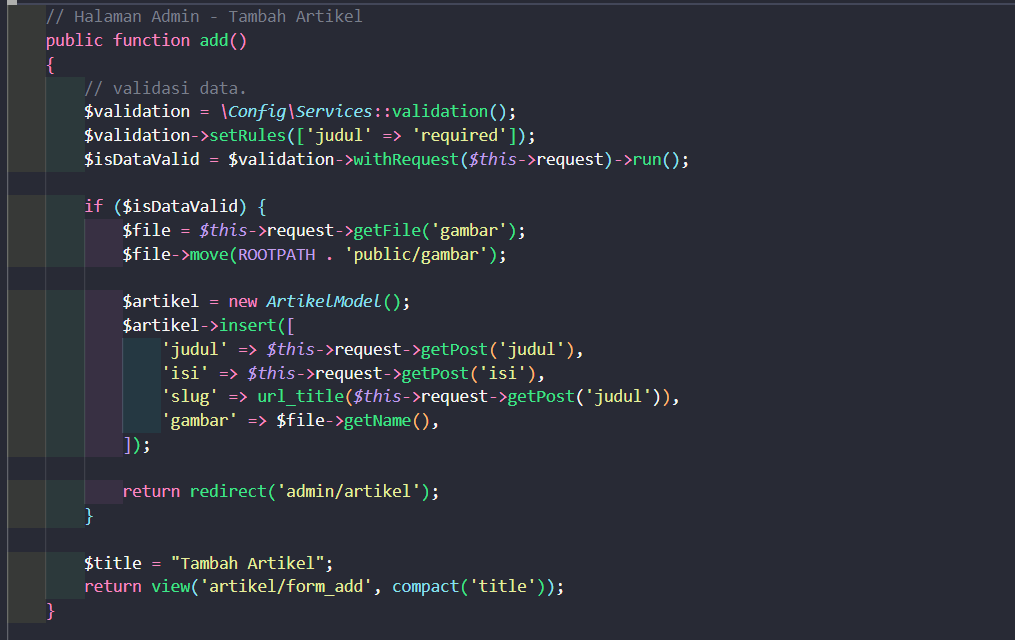 // Halaman Admin - Tambah Artikel
public function add()
{
// validasi data.
$validation = \Config\Services::validation();
$validation->setRules(['judul' => 'required']);
$isDataValid = $validation->withRequest($this->request)->run();
if ($isDataValid) {
$file = $this->request->getFile('gambar');
$file->move(ROOTPATH . 'public/gambar');
$artikel = new ArtikelModel();
$artikel->insert([
'judul' => $this->request->getPost('judul'),
'isi' => $this->request->getPost('isi'),
'slug' => url_title($this->request->getPost('judul')),
'gambar' => $file->getName(),
]);
return redirect('admin/artikel');
}
$title = "Tambah Artikel";
return view('artikel/form_add', compact('title'));
}